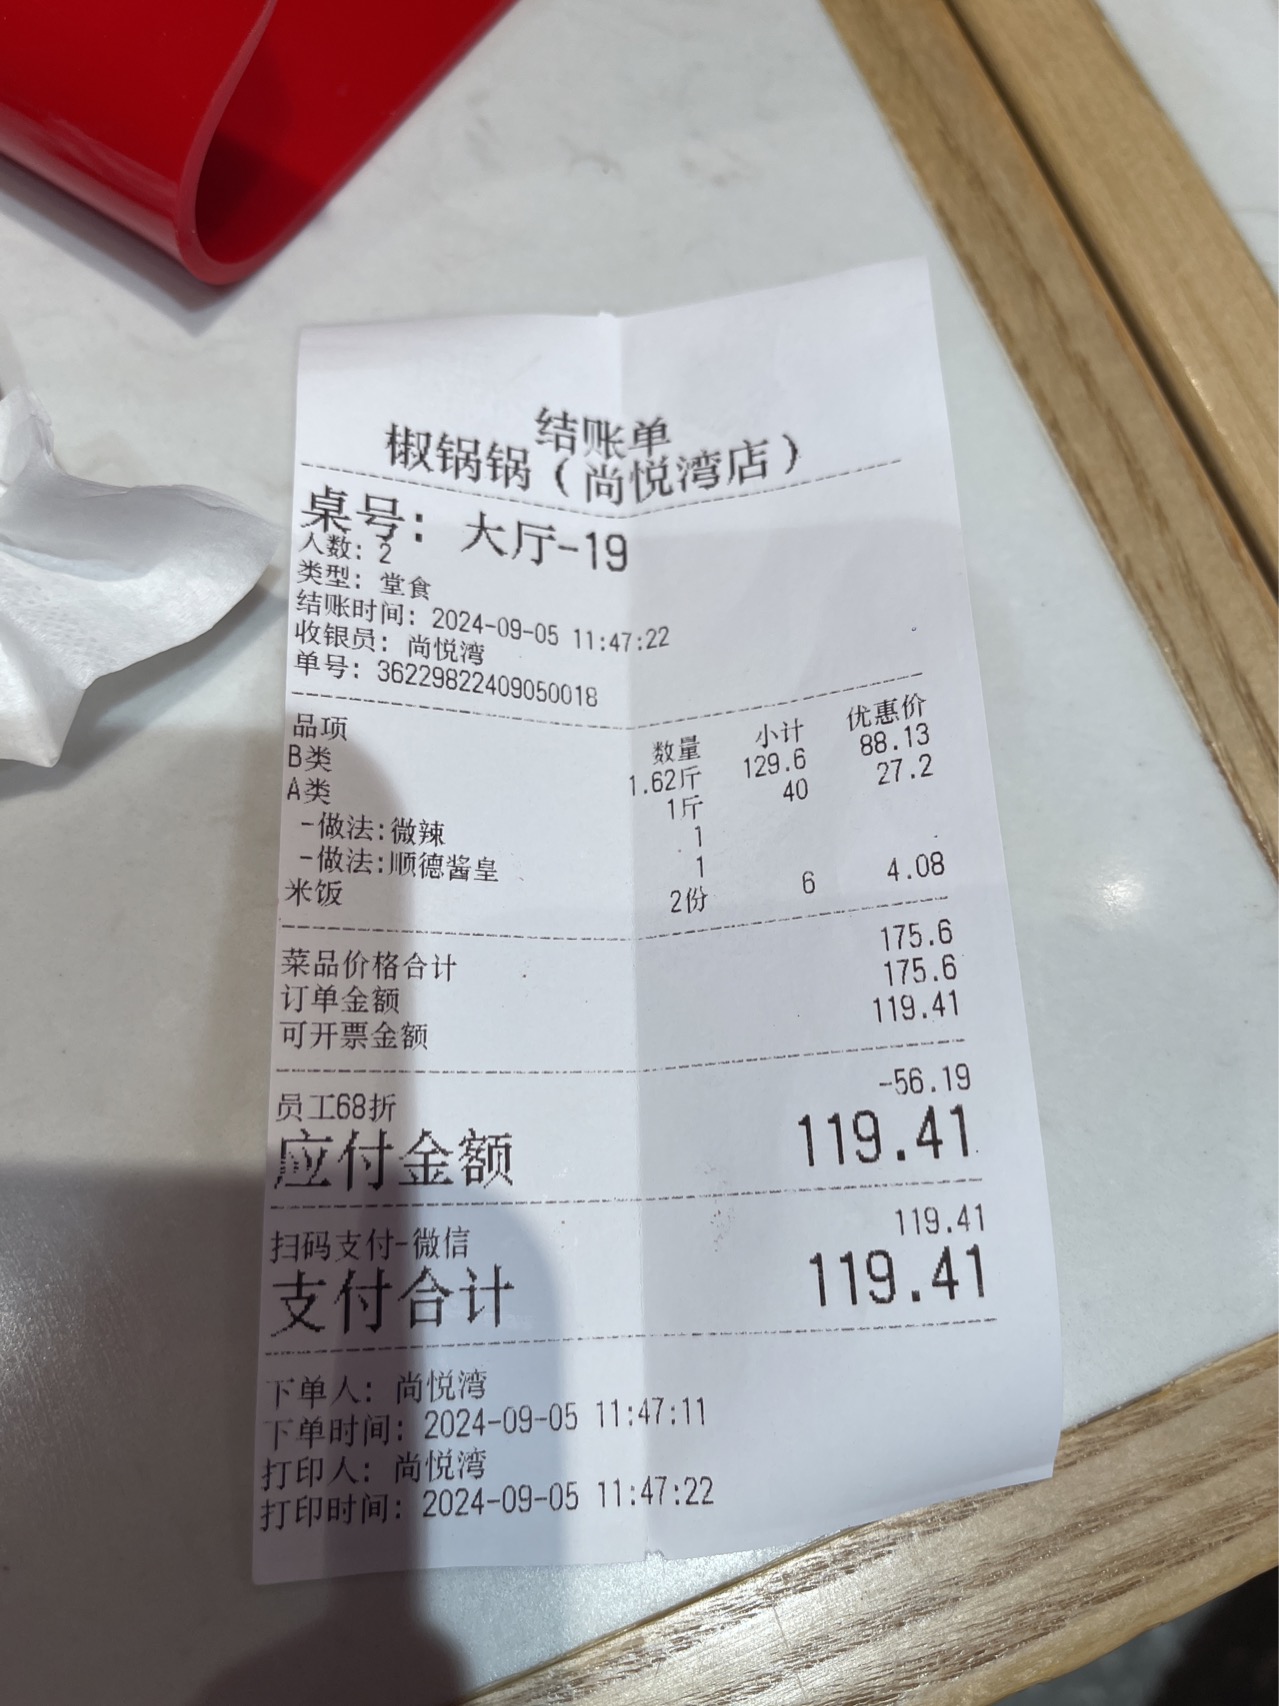 结账单
椒锅锅（尚悦湾店）
桌号：大厅-19
人数：2
类型：堂食
结账时间：2024-09-05 11:47:22
收银员：尚悦湾
单号：36229822409050018
品项 数量 小计 优惠价
B类 1.62斤 129.6 88.13
A类 1斤 40 27.2
-做法:微辣 1
-做法:顺德酱皇 1
米饭 2份 6 4.08
菜品价格合计 175.6
订单金额 175.6
可开票金额 119.41
员工68折 -56.19
应付金额 119.41
扫码支付-微信 119.41
支付合计 119.41
下单人：尚悦湾
下单时间：2024-09-05 11:47:11
打印人：尚悦湾
打印时间：2024-09-05 11:47:22